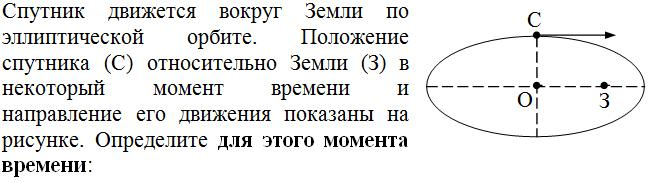 Спутник движется вокруг Земли по
эллиптической орбите. Положение
спутника (С) относительно Земли (З) в
некоторый момент времени и
направление его движения показаны на
рисунке. Определите для этого момента
времени:
С
О
З